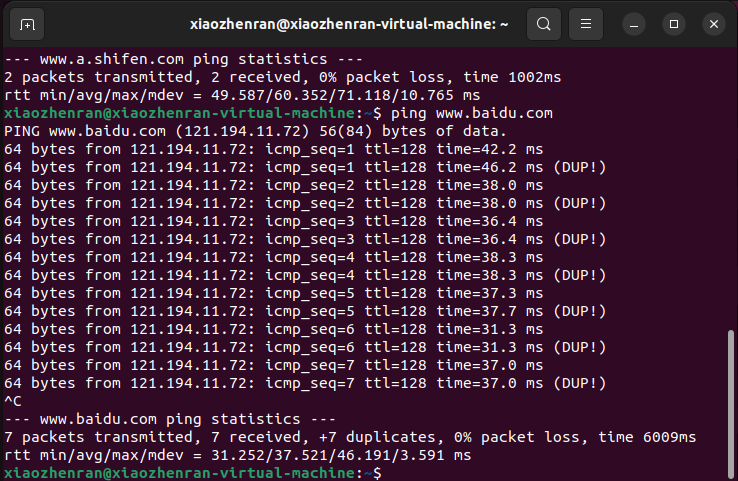 xiaozhenran@xiaozhenran-virtual-machine: ~
--- www.a.shifen.com ping statistics ---
2 packets transmitted, 2 received, 0% packet loss, time 1002ms
rtt min/avg/max/mdev = 49.587/60.352/71.118/10.765 ms
xiaozhenran@xiaozhenran-virtual-machine:~$ ping www.baidu.com
PING www.baidu.com (121.194.11.72) 56(84) bytes of data.
64 bytes from 121.194.11.72: icmp_seq=1 ttl=128 time=42.2 ms
64 bytes from 121.194.11.72: icmp_seq=1 ttl=128 time=46.2 ms (DUP!)
64 bytes from 121.194.11.72: icmp_seq=2 ttl=128 time=38.0 ms
64 bytes from 121.194.11.72: icmp_seq=2 ttl=128 time=38.0 ms (DUP!)
64 bytes from 121.194.11.72: icmp_seq=3 ttl=128 time=36.4 ms
64 bytes from 121.194.11.72: icmp_seq=3 ttl=128 time=36.4 ms (DUP!)
64 bytes from 121.194.11.72: icmp_seq=4 ttl=128 time=38.3 ms
64 bytes from 121.194.11.72: icmp_seq=4 ttl=128 time=38.3 ms (DUP!)
64 bytes from 121.194.11.72: icmp_seq=5 ttl=128 time=37.3 ms
64 bytes from 121.194.11.72: icmp_seq=5 ttl=128 time=37.7 ms (DUP!)
64 bytes from 121.194.11.72: icmp_seq=6 ttl=128 time=31.3 ms
64 bytes from 121.194.11.72: icmp_seq=6 ttl=128 time=31.3 ms (DUP!)
64 bytes from 121.194.11.72: icmp_seq=7 ttl=128 time=37.0 ms
64 bytes from 121.194.11.72: icmp_seq=7 ttl=128 time=37.0 ms (DUP!)
^C
--- www.baidu.com ping statistics ---
7 packets transmitted, 7 received, +7 duplicates, 0% packet loss, time 6009ms
rtt min/avg/max/mdev = 31.252/37.521/46.191/3.591 ms
xiaozhenran@xiaozhenran-virtual-machine:~$